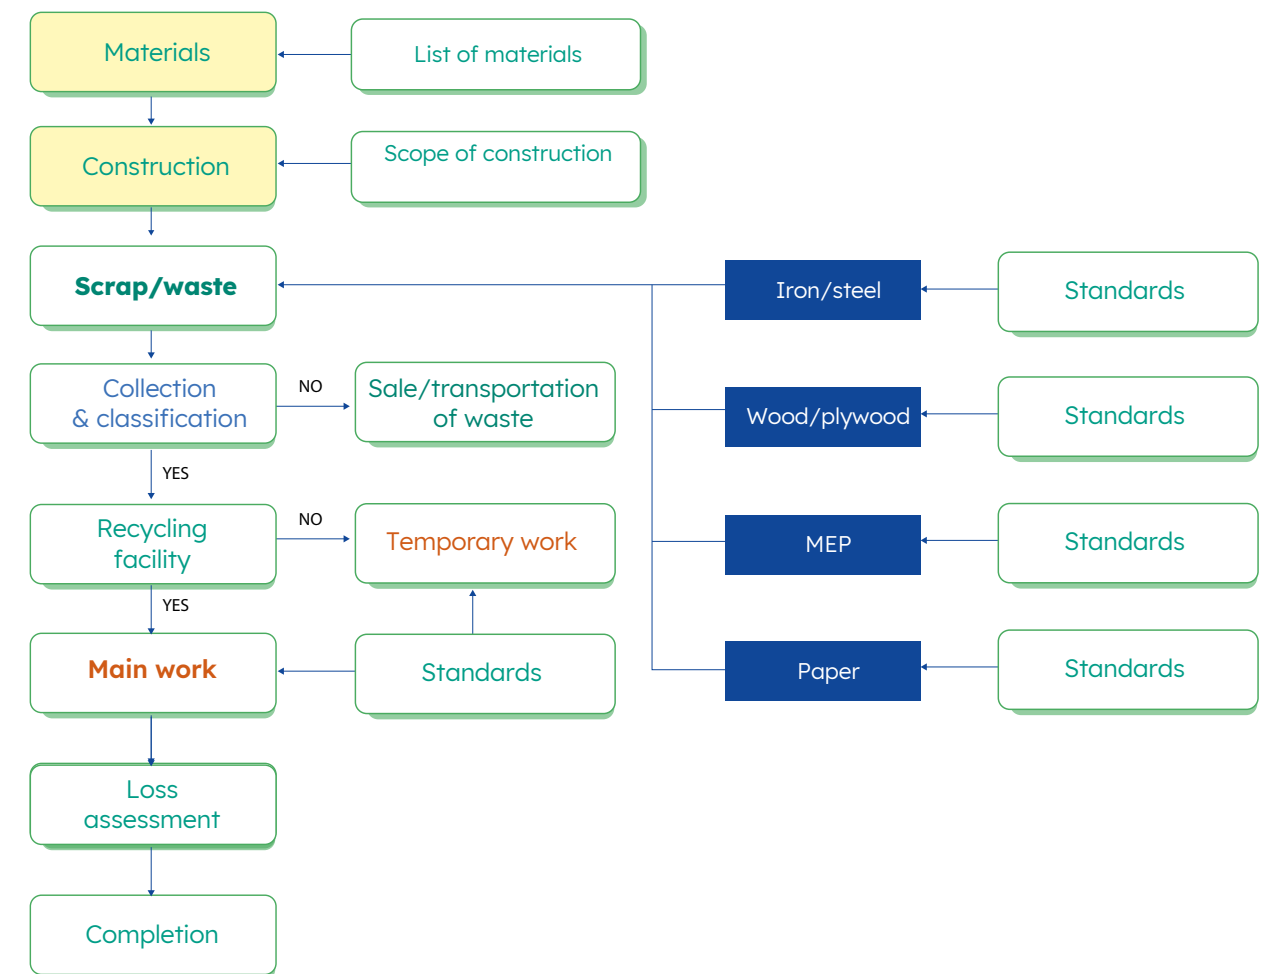 Materials
List of materials
Construction
Scope of construction
Scrap/waste
Iron/steel
Standards
Collection
& classification
NO
Sale/transportation
of waste
Wood/plywood
Standards
YES
Recycling
facility
NO
Temporary work
MEP
Standards
YES
Main work
Standards
Paper
Standards
Loss
assessment
Completion